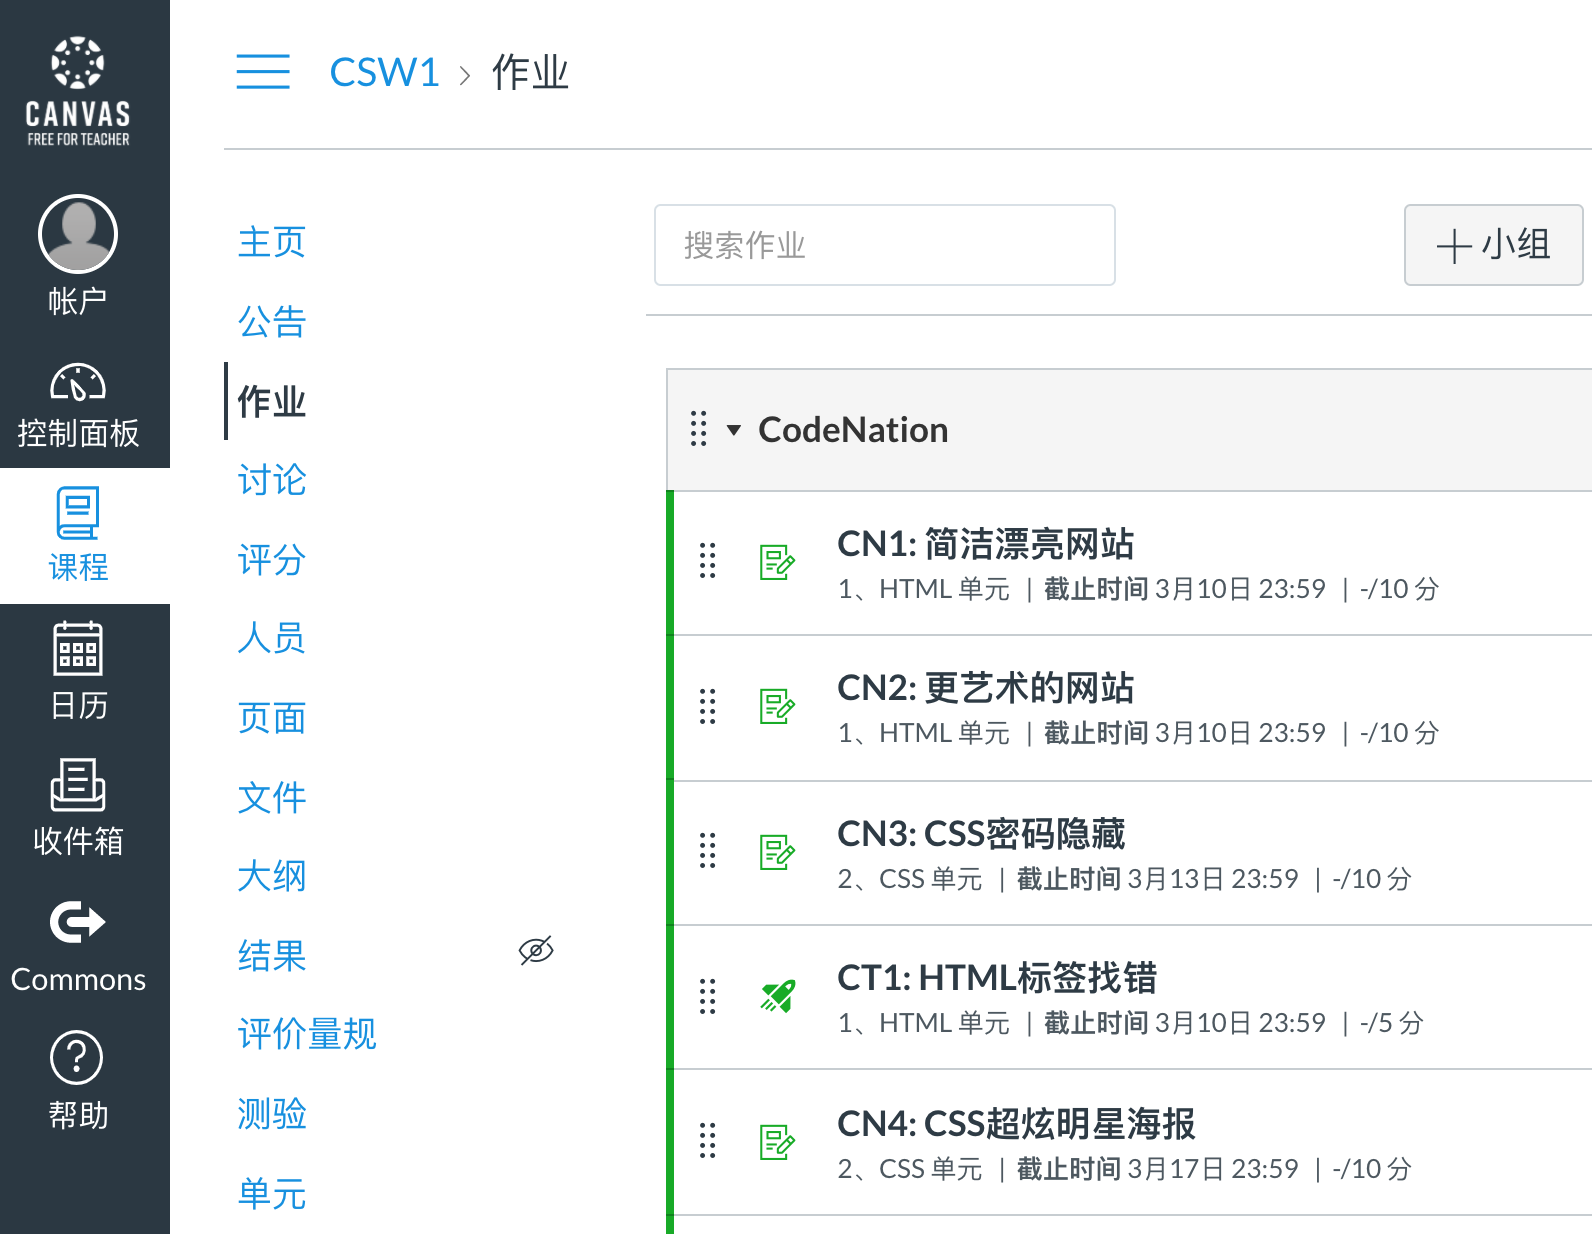 CANVAS
FREE FOR TEACHER
帐户
控制面板
课程
日历
收件箱
Commons
帮助
CSW1 › 作业
主页
公告
作业
讨论
评分
人员
页面
文件
大纲
结果
评价量规
测验
单元
搜索作业
小组
CodeNation
CN1: 简洁漂亮网站
1、HTML 单元 | 截止时间 3月10日 23:59 | -/10 分
CN2: 更艺术的网站
1、HTML 单元 | 截止时间 3月10日 23:59 | -/10 分
CN3: CSS密码隐藏
2、CSS 单元 | 截止时间 3月13日 23:59 | -/10 分
CT1: HTML标签找错
1、HTML 单元 | 截止时间 3月10日 23:59 | -/5 分
CN4: CSS超炫明星海报
2、CSS 单元 | 截止时间 3月17日 23:59 | -/10 分